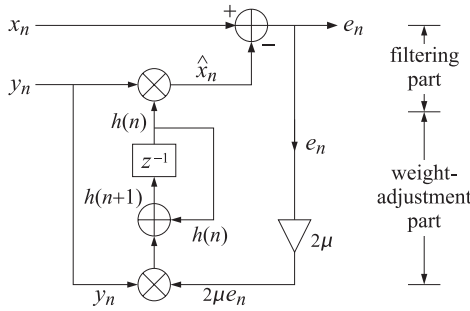 x_n + e_n
−
x̂_n
y_n
h(n)
z⁻¹
e_n
h(n+1)
h(n)
2μ
y_n
2μe_n
filtering
part
weight-
adjustment
part